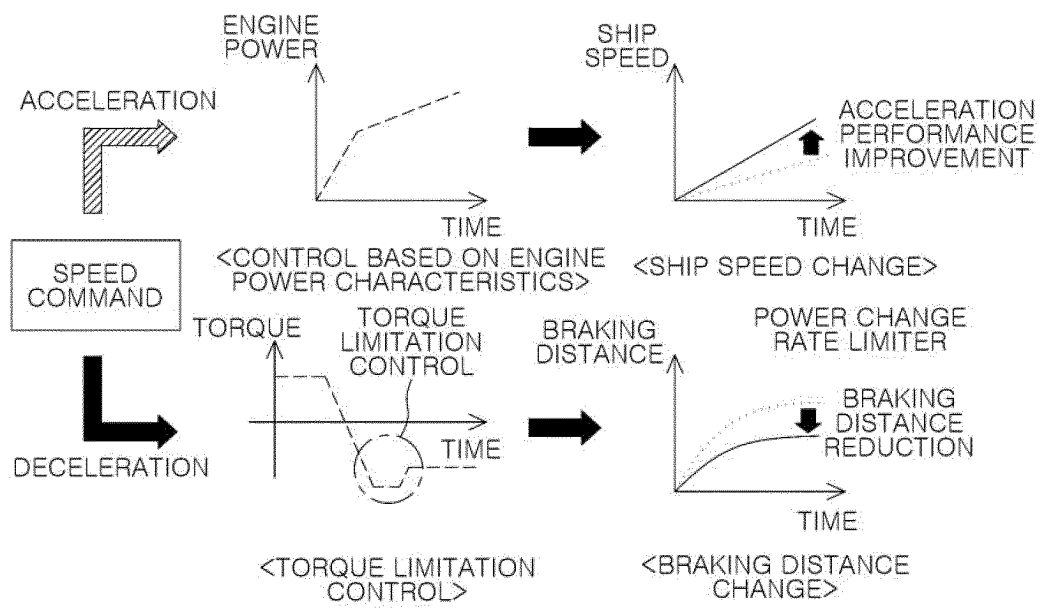 ENGINE
POWER
SHIP
SPEED
ACCELERATION
ACCELERATION
PERFORMANCE
IMPROVEMENT
TIME
TIME
SPEED
COMMAND
<CONTROL BASED ON ENGINE
POWER CHARACTERISTICS>
<SHIP SPEED CHANGE>
TORQUE
TORQUE
LIMITATION
CONTROL
BRAKING
DISTANCE
POWER CHANGE
RATE LIMITER
BRAKING
DISTANCE
REDUCTION
TIME
DECELERATION
TIME
<TORQUE LIMITATION
CONTROL>
<BRAKING DISTANCE
CHANGE>